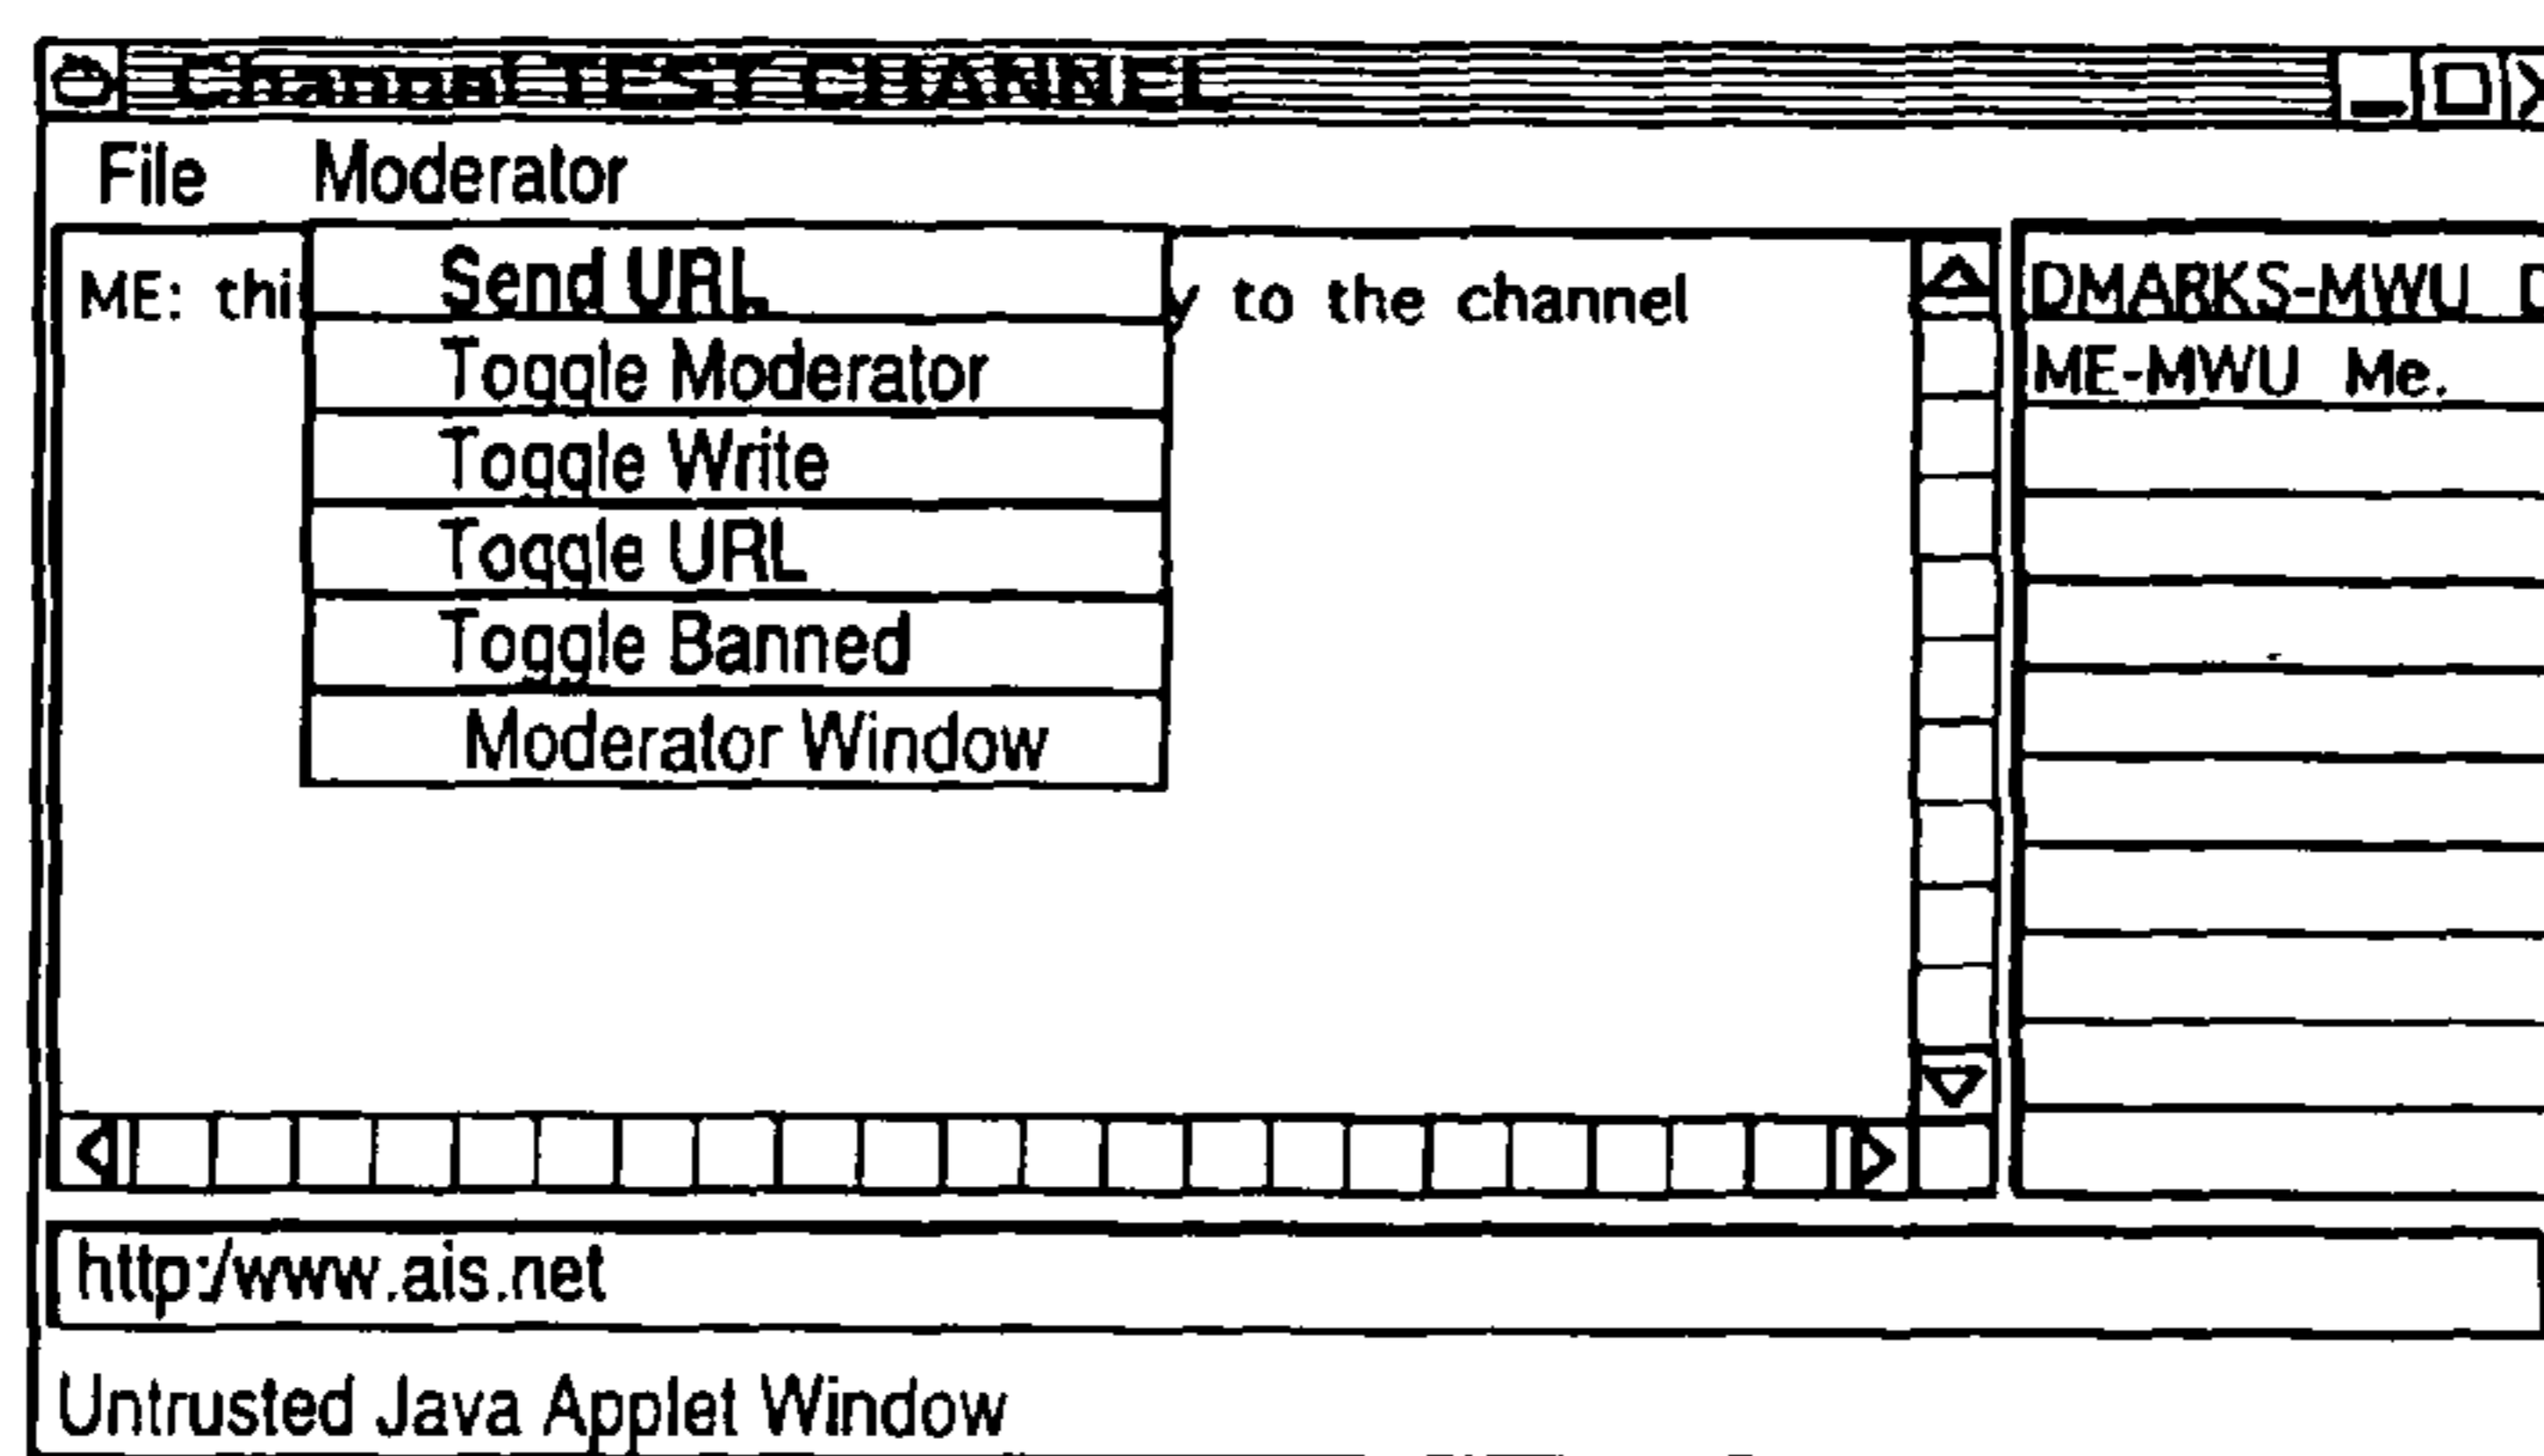 Channel TEST CHANNEL
File Moderator
ME: thi
y to the channel
Send URL
Toggle Moderator
Toggle Write
Toggle URL
Toggle Banned
Moderator Window
DMARKS-MWU D
ME-MWU Me.
http:/www.ais.net
Untrusted Java Applet Window